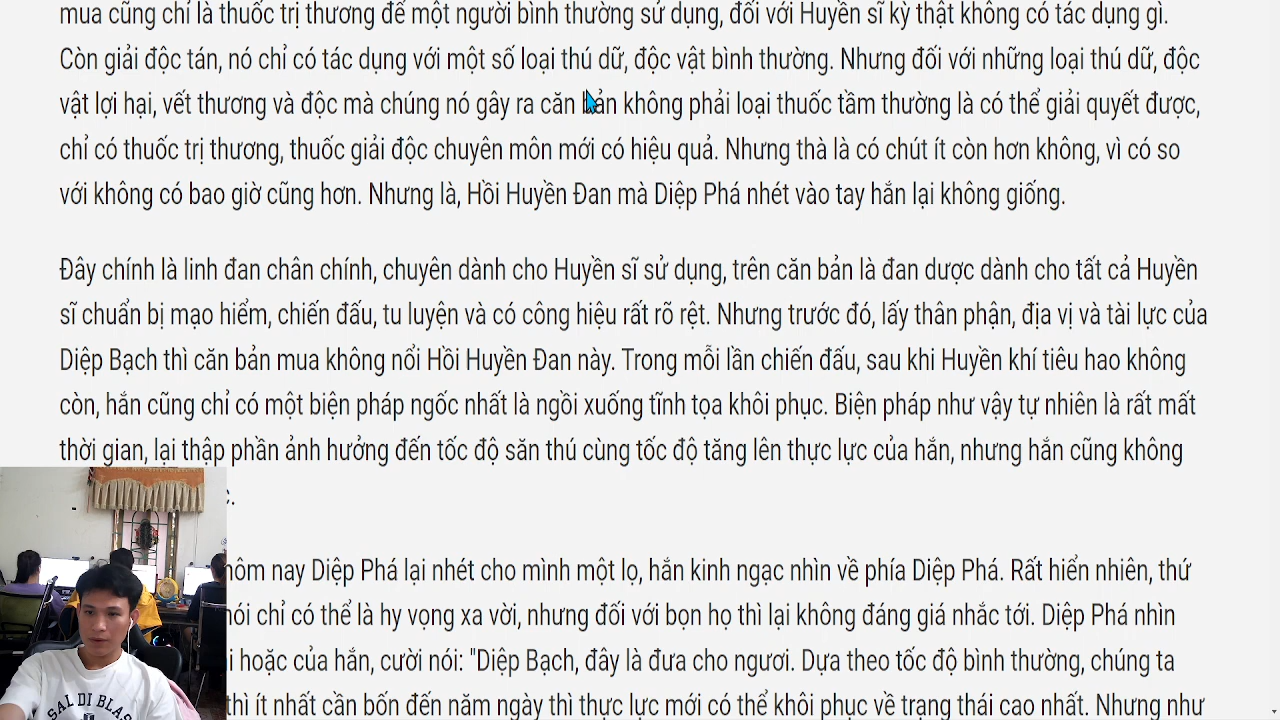 mua cũng chỉ là thuốc trị thương để một người bình thường sử dụng, đối với Huyền sĩ kỳ thật không có tác dụng gì.
Còn giải độc tán, nó chỉ có tác dụng với một số loại thú dữ, độc vật bình thường. Nhưng đối với những loại thú dữ, độc
vật lợi hại, vết thương và độc mà chúng nó gây ra căn bản không phải loại thuốc tầm thường là có thể giải quyết được,
chỉ có thuốc trị thương, thuốc giải độc chuyên môn mới có hiệu quả. Nhưng thà là có chút ít còn hơn không, vì có so
với không có bao giờ cũng hơn. Nhưng là, Hồi Huyền Đan mà Diệp Phá nhét vào tay hắn lại không giống.
Đây chính là linh đan chân chính, chuyên dành cho Huyền sĩ sử dụng, trên căn bản là đan dược dành cho tất cả Huyền
sĩ chuẩn bị mạo hiểm, chiến đấu, tu luyện và có công hiệu rất rõ rệt. Nhưng trước đó, lấy thân phận, địa vị và tài lực của
Diệp Bạch thì căn bản mua không nổi Hồi Huyền Đan này. Trong mỗi lần chiến đấu, sau khi Huyền khí tiêu hao không
còn, hắn cũng chỉ có một biện pháp ngốc nhất là ngồi xuống tĩnh tọa khôi phục. Biện pháp như vậy tự nhiên là rất mất
thời gian, lại thập phần ảnh hưởng đến tốc độ săn thú cùng tốc độ tăng lên thực lực của hắn, nhưng hắn cũng không
c.
hôm nay Diệp Phá lại nhét cho mình một lọ, hắn kinh ngạc nhìn về phía Diệp Phá. Rất hiển nhiên, thứ
nói chỉ có thể là hy vọng xa vời, nhưng đối với bọn họ thì lại không đáng giá nhắc tới. Diệp Phá nhìn
i hoặc của hắn, cười nói: "Diệp Bạch, đây là đưa cho ngươi. Dựa theo tốc độ bình thường, chúng ta
thì ít nhất cần bốn đến năm ngày thì thực lực mới có thể khôi phục về trạng thái cao nhất. Nhưng như
SAL DI BLAS